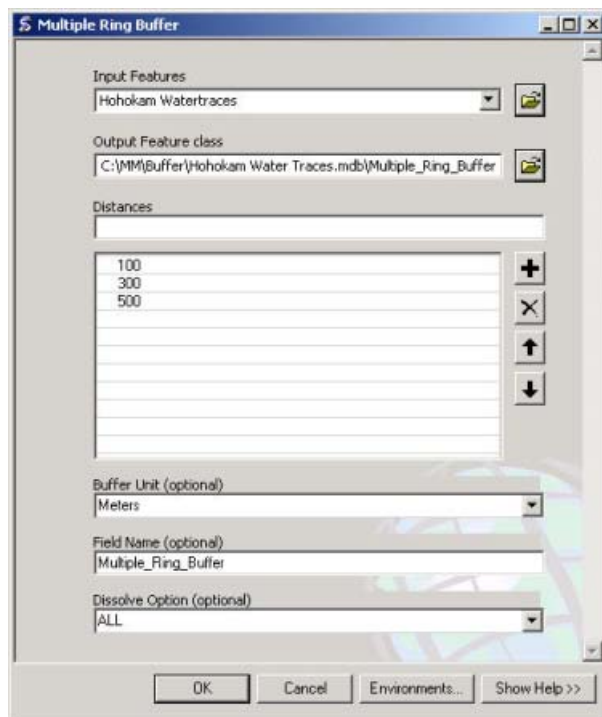 Multiple Ring Buffer
Input Features
Hohokam Watertraces
Output Feature class
C:\MM\Buffer\Hohokam Water Traces.mdb\Multiple_Ring_Buffer
Distances
100
300
500
Buffer Unit (optional)
Meters
Field Name (optional)
Multiple_Ring_Buffer
Dissolve Option (optional)
ALL
OK Cancel Environments... Show Help >>